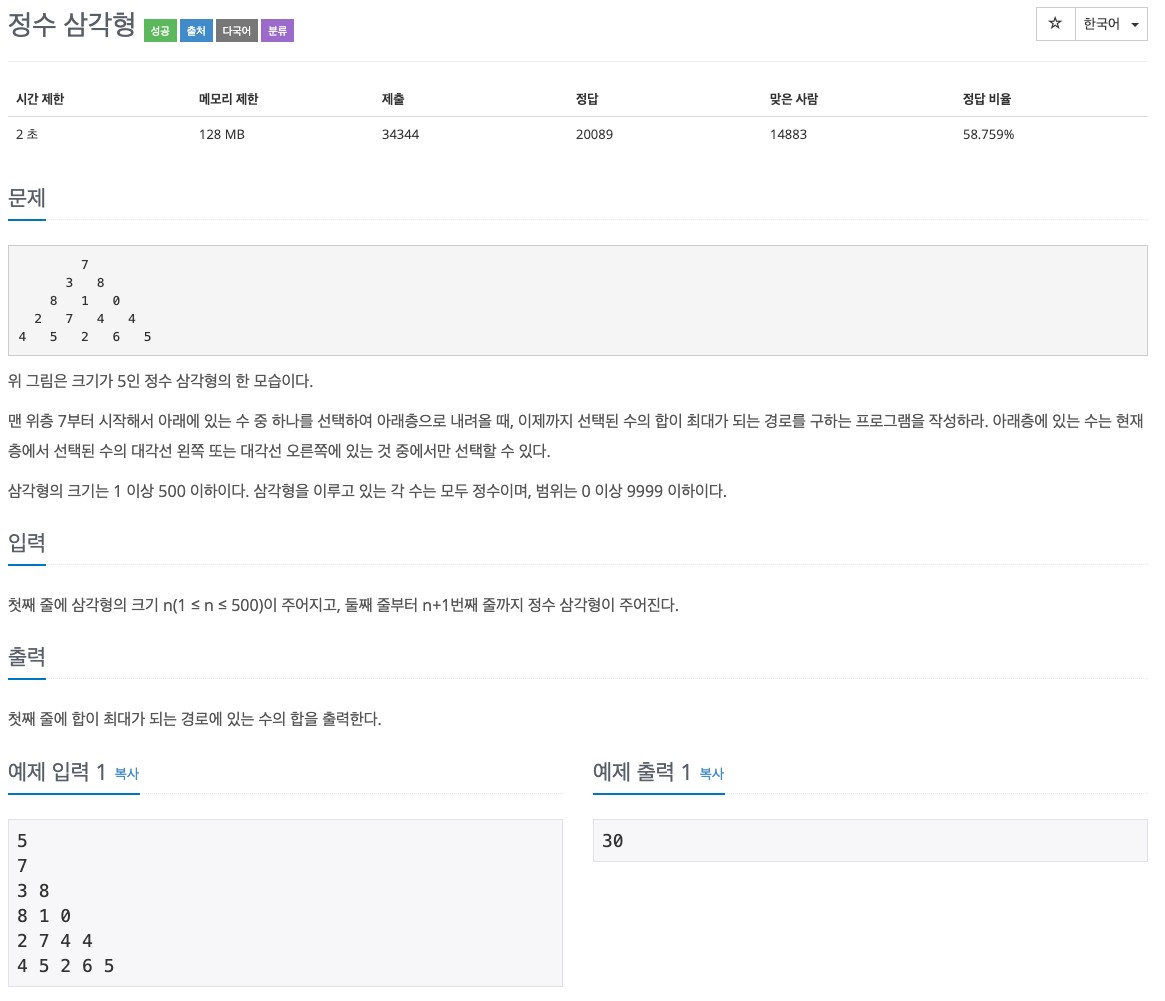 정수 삼각형 성공 출처 다국어 분류 ☆ 한국어
시간 제한 메모리 제한 제출 정답 맞은 사람 정답 비율
2 초 128 MB 34344 20089 14883 58.759%
문제
7
3 8
8 1 0
2 7 4 4
4 5 2 6 5
위 그림은 크기가 5인 정수 삼각형의 한 모습이다.
맨 위층 7부터 시작해서 아래에 있는 수 중 하나를 선택하여 아래층으로 내려올 때, 이제까지 선택된 수의 합이 최대가 되는 경로를 구하는 프로그램을 작성하라. 아래층에 있는 수는 현재
층에서 선택된 수의 대각선 왼쪽 또는 대각선 오른쪽에 있는 것 중에서만 선택할 수 있다.
삼각형의 크기는 1 이상 500 이하이다. 삼각형을 이루고 있는 각 수는 모두 정수이며, 범위는 0 이상 9999 이하이다.
입력
첫째 줄에 삼각형의 크기 n(1 ≤ n ≤ 500)이 주어지고, 둘째 줄부터 n+1번째 줄까지 정수 삼각형이 주어진다.
출력
첫째 줄에 합이 최대가 되는 경로에 있는 수의 합을 출력한다.
예제 입력 1 복사
5
7
3 8
8 1 0
2 7 4 4
4 5 2 6 5
예제 출력 1 복사
30